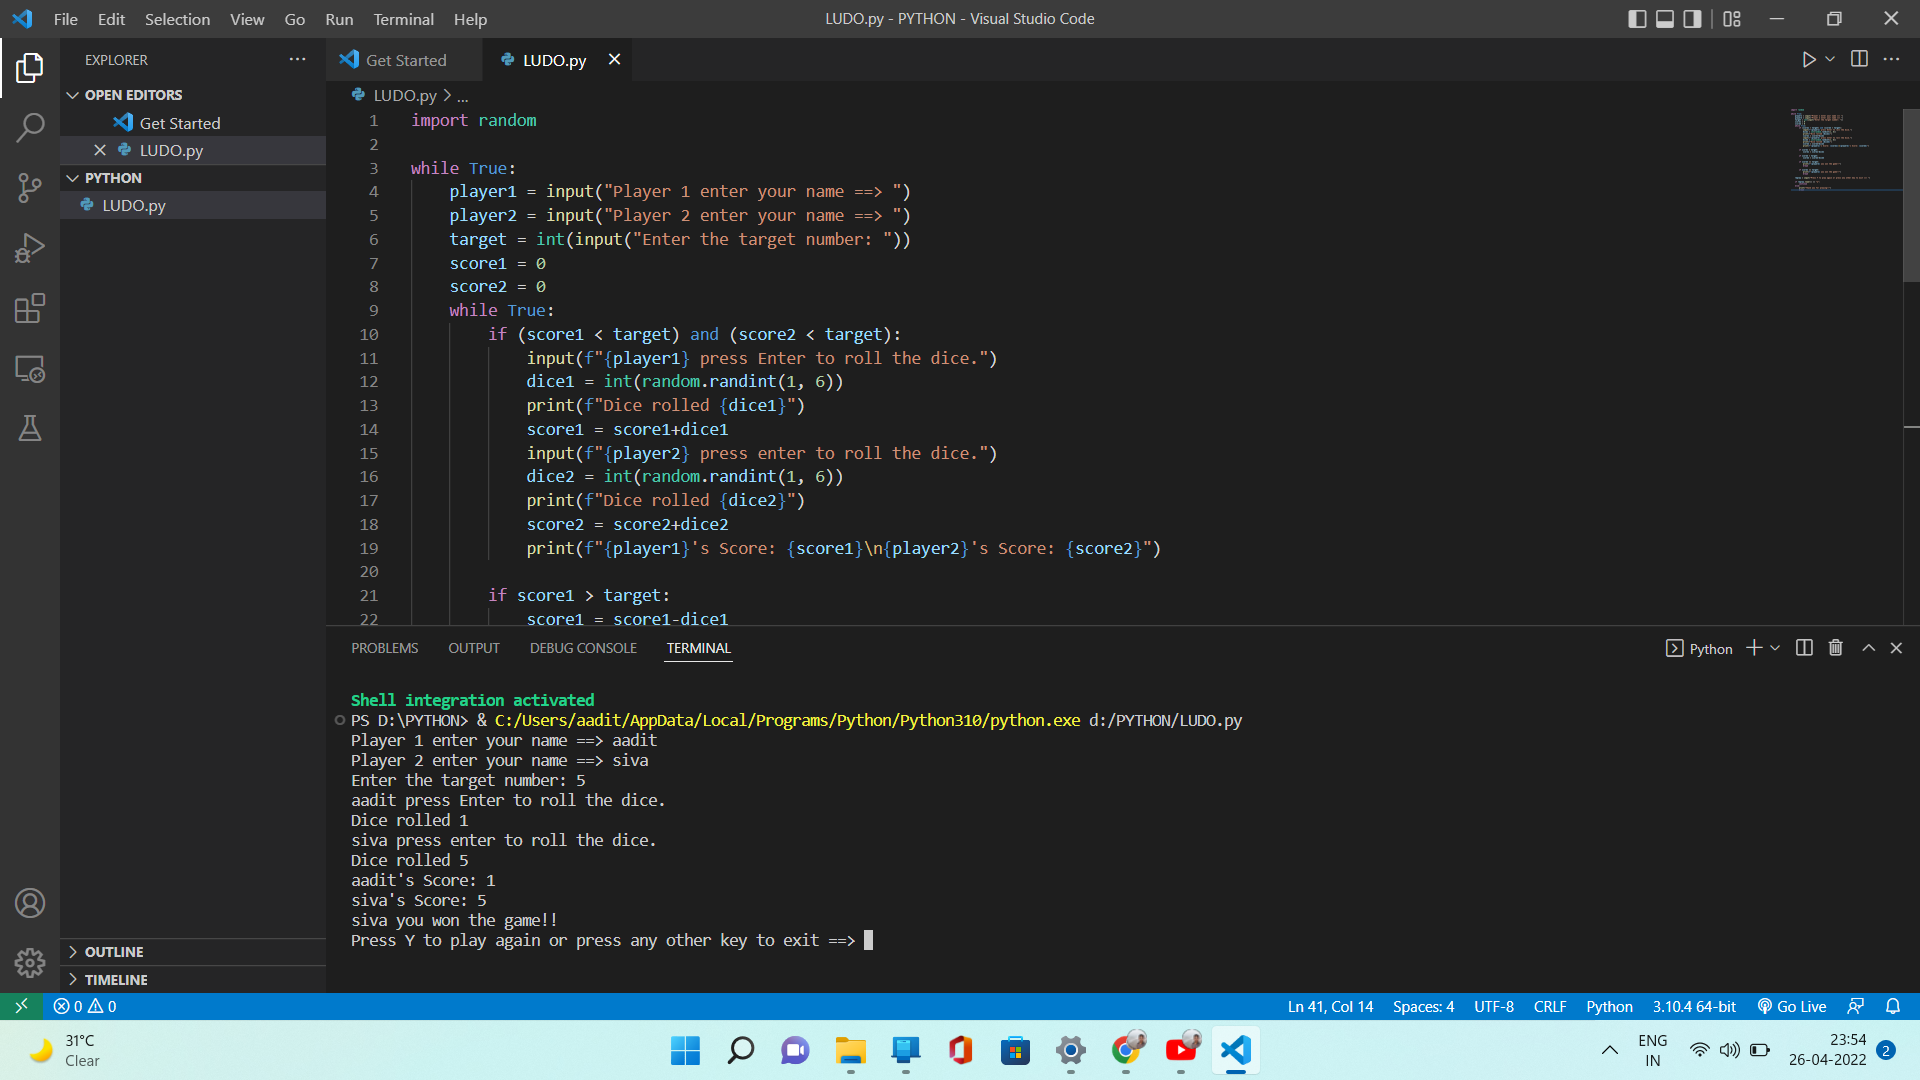 File Edit Selection View Go Run Terminal Help
LUDO.py - PYTHON - Visual Studio Code
EXPLORER
OPEN EDITORS
Get Started
LUDO.py
PYTHON
LUDO.py
OUTLINE
TIMELINE
Get Started
LUDO.py
LUDO.py > ...
1 import random
2
3 while True:
4     player1 = input("Player 1 enter your name ==> ")
5     player2 = input("Player 2 enter your name ==> ")
6     target = int(input("Enter the target number: "))
7     score1 = 0
8     score2 = 0
9     while True:
10         if (score1 < target) and (score2 < target):
11             input(f"{player1} press Enter to roll the dice.")
12             dice1 = int(random.randint(1, 6))
13             print(f"Dice rolled {dice1}")
14             score1 = score1+dice1
15             input(f"{player2} press enter to roll the dice.")
16             dice2 = int(random.randint(1, 6))
17             print(f"Dice rolled {dice2}")
18             score2 = score2+dice2
19             print(f"{player1}'s Score: {score1}\n{player2}'s Score: {score2}")
20
21         if score1 > target:
22             score1 = score1-dice1
PROBLEMS OUTPUT DEBUG CONSOLE TERMINAL
Python
Shell integration activated
PS D:\PYTHON> & C:/Users/aadit/AppData/Local/Programs/Python/Python310/python.exe d:/PYTHON/LUDO.py
Player 1 enter your name ==> aadit
Player 2 enter your name ==> siva
Enter the target number: 5
aadit press Enter to roll the dice.
Dice rolled 1
siva press enter to roll the dice.
Dice rolled 5
aadit's Score: 1
siva's Score: 5
siva you won the game!!
Press Y to play again or press any other key to exit ==>
0 0
Ln 41, Col 14 Spaces: 4 UTF-8 CRLF Python 3.10.4 64-bit Go Live
31°C
Clear
ENG
IN
23:54
26-04-2022
2